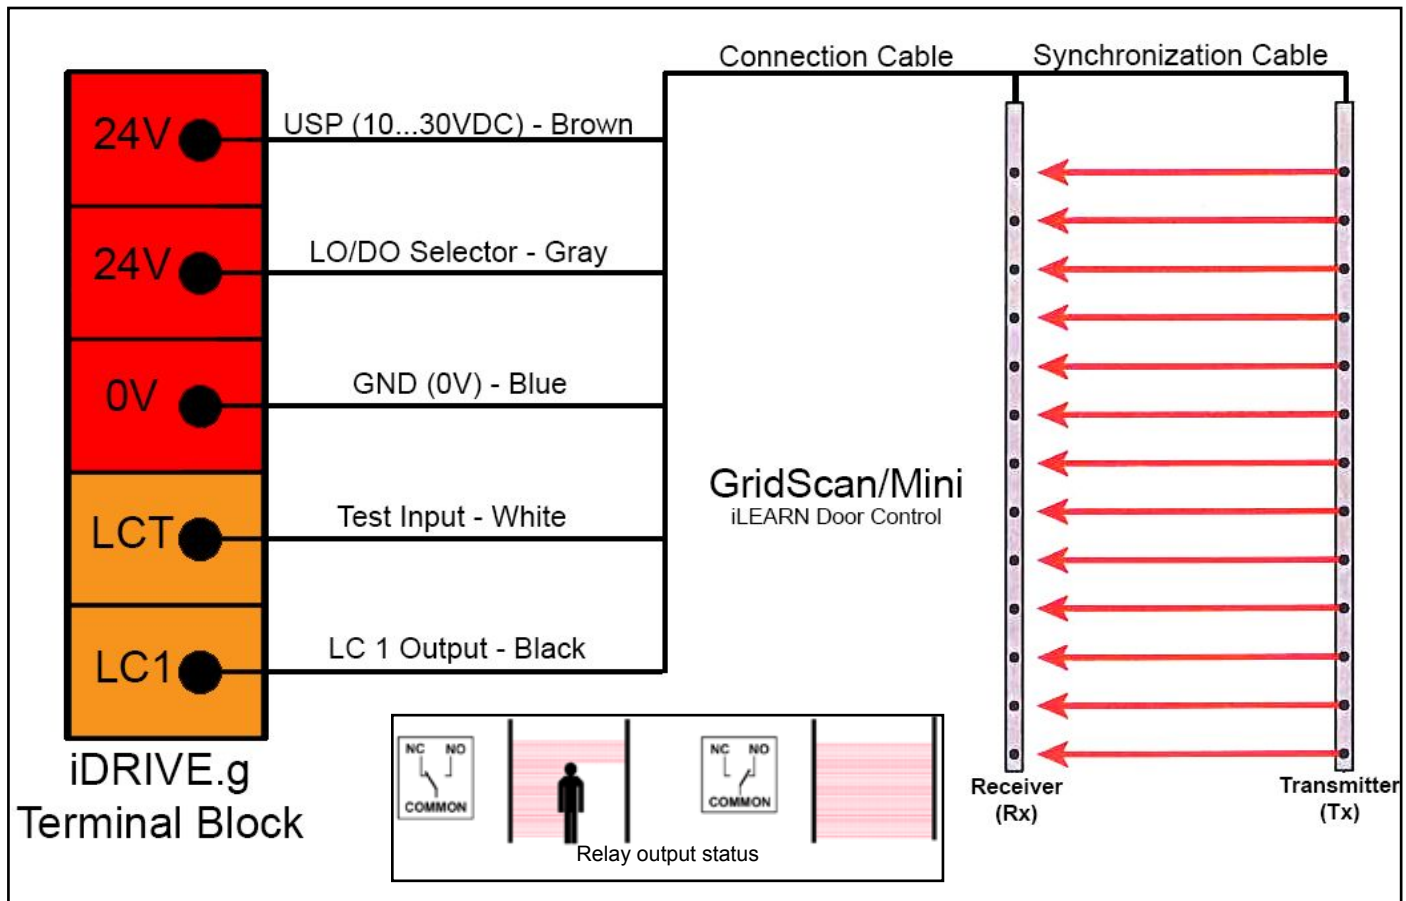 Connection Cable
Synchronization Cable
24V
USP (10...30VDC) - Brown
24V
LO/DO Selector - Gray
0V
GND (0V) - Blue
LCT
Test Input - White
LC1
LC 1 Output - Black
iDRIVE.g
Terminal Block
GridScan/Mini
iLEARN Door Control
Receiver
(Rx)
Transmitter
(Tx)
NC NO
COMMON
NC NO
COMMON
Relay output status